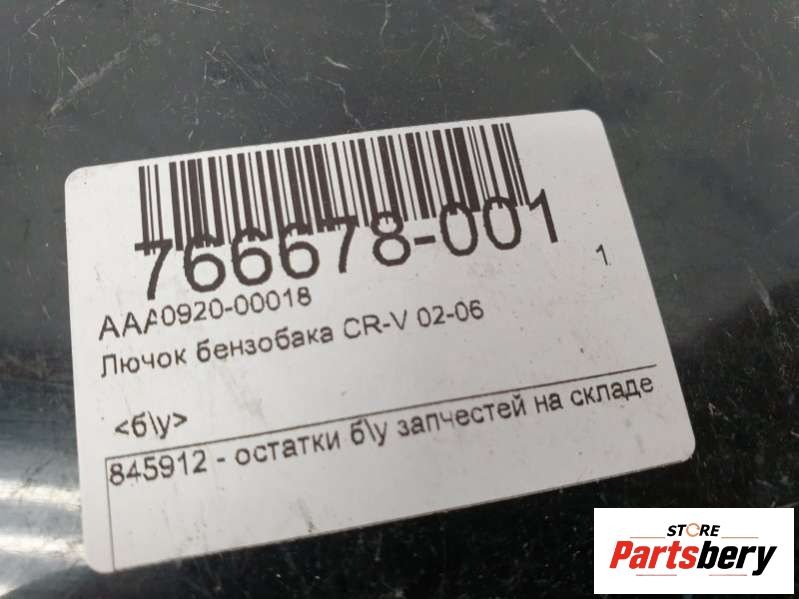 766678-001
AAA0920-00018
1
Лючок бензобака CR-V 02-06
<б\у>
845912 - остатки б\у запчестей на складе
STORE
Partsbery